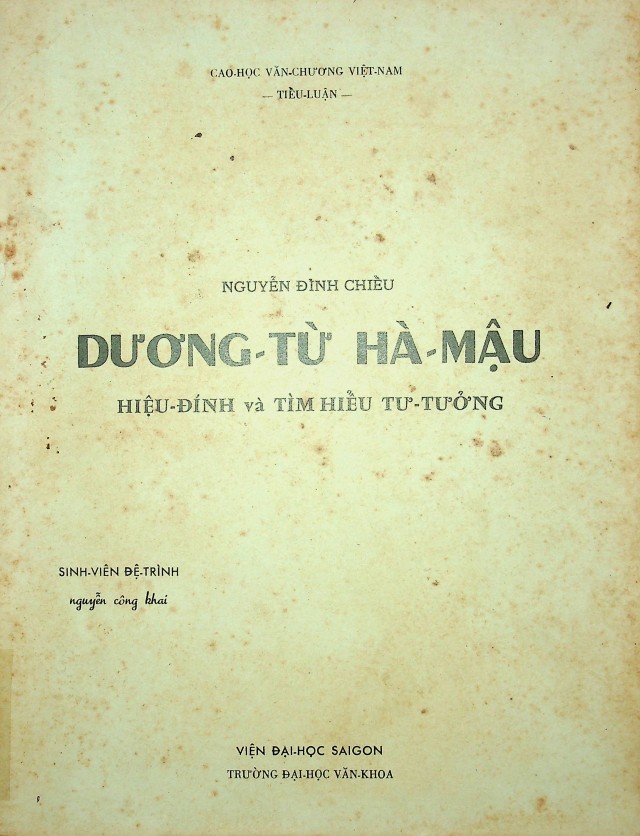 CAO-HỌC VĂN-CHƯƠNG VIỆT-NAM
— TIỂU-LUẬN —
NGUYỄN ĐÌNH CHIỂU
DƯƠNG-TỪ HÀ-MẬU
HIỆU-ĐÍNH và TÌM HIỂU TƯ-TƯỞNG
SINH-VIÊN ĐỆ-TRÌNH
nguyễn công khai
VIỆN ĐẠI-HỌC SAIGON
TRƯỜNG ĐẠI-HỌC VĂN-KHOA